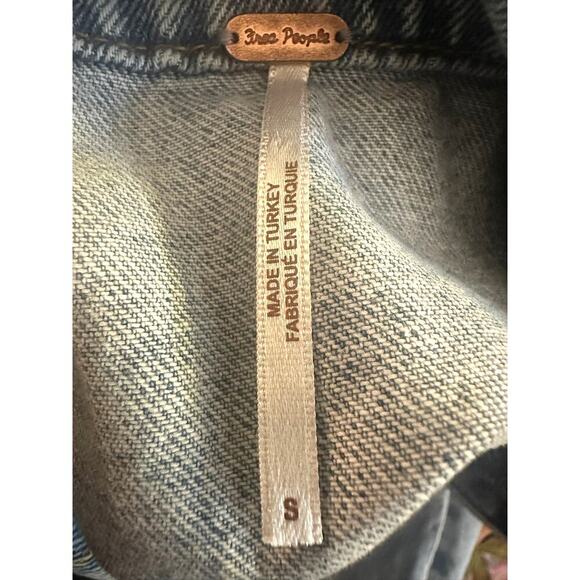 Free People
MADE IN TURKEY
FABRIQUÉ EN TURQUIE
S